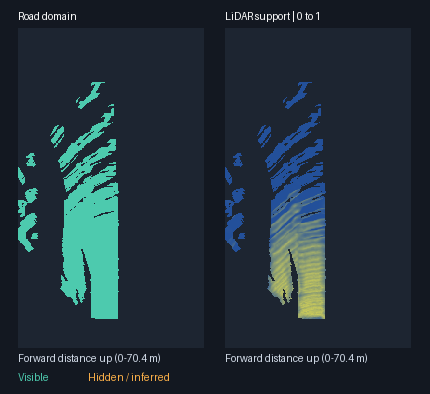 Road domain
LiDAR support | 0 to 1
Forward distance up (0-70.4 m)
Forward distance up (0-70.4 m)
Visible
Hidden / inferred